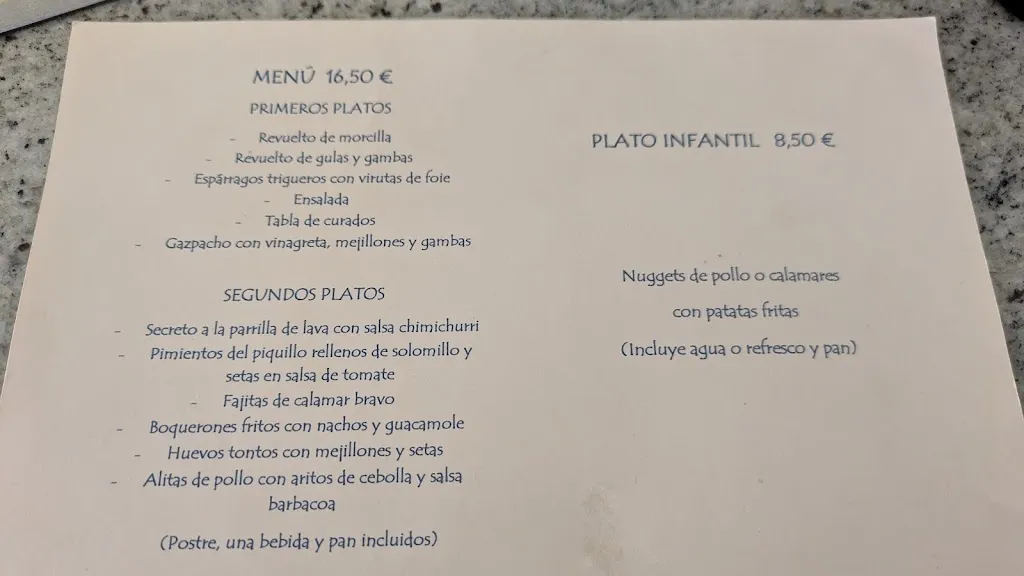 MENÚ 16,50 €
PRIMEROS PLATOS
- Revuelto de morcilla
- Revuelto de gulas y gambas
- Espárragos trigueros con virutas de foie
- Ensalada
- Tabla de curados
- Gazpacho con vinagreta, mejillones y gambas
SEGUNDOS PLATOS
- Secreto a la parrilla de lava con salsa chimichurri
- Pimientos del piquillo rellenos de solomillo y
setas en salsa de tomate
- Fajitas de calamar bravo
- Boquerones fritos con nachos y guacamole
- Huevos tontos con mejillones y setas
- Alitas de pollo con aritos de cebolla y salsa
barbacoa
(Postre, una bebida y pan incluidos)
PLATO INFANTIL 8,50 €
Nuggets de pollo o calamares
con patatas fritas
(Incluye agua o refresco y pan)